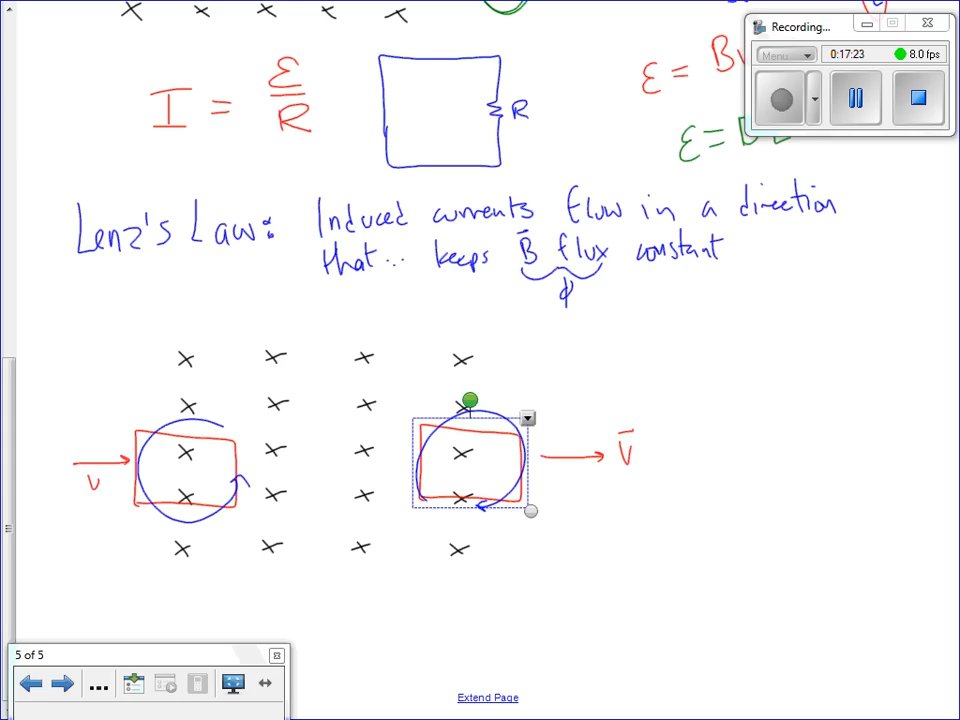 Recording...
Menu
0:17:23
8.0 fps
I = ε/R
R
ε =
ε =
Lenz's Law: Induced currents flow in a direction
that... keeps B flux constant
ϕ
x x x x
x x x x
x x x x
v
V
x x x x
x x x x
5 of 5
...
Extend Page